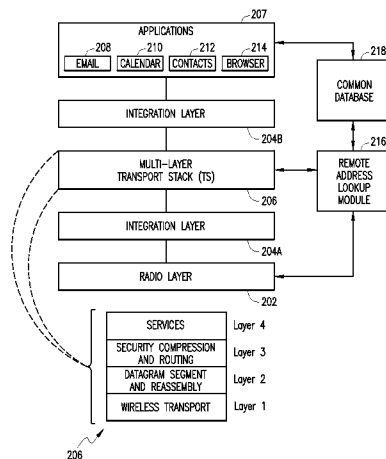 207
APPLICATIONS
208
210
212
214
EMAIL
CALENDAR
CONTACTS
BROWSER
218
COMMON
DATABASE
INTEGRATION LAYER
204B
216
MULTI-LAYER
TRANSPORT STACK (TS)
206
REMOTE
ADDRESS
LOOKUP
MODULE
INTEGRATION LAYER
204A
RADIO LAYER
202
SERVICES
Layer 4
SECURITY COMPRESSION
AND ROUTING
Layer 3
DATAGRAM SEGMENT
AND REASSEMBLY
Layer 2
WIRELESS TRANSPORT
Layer 1
206